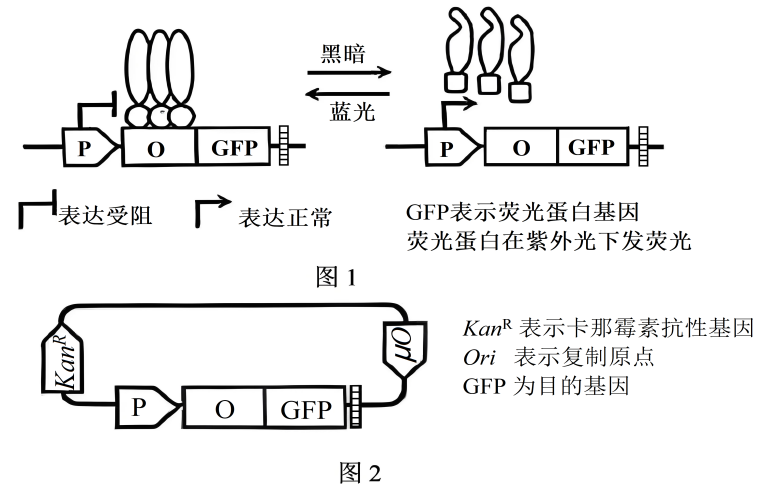 黑暗
蓝光
P O GFP
P O GFP
表达受阻 表达正常
GFP表示荧光蛋白基因
荧光蛋白在紫外光下发荧光
图 1
KanR
Ori
P O GFP
KanR 表示卡那霉素抗性基因
Ori 表示复制原点
GFP 为目的基因
图 2